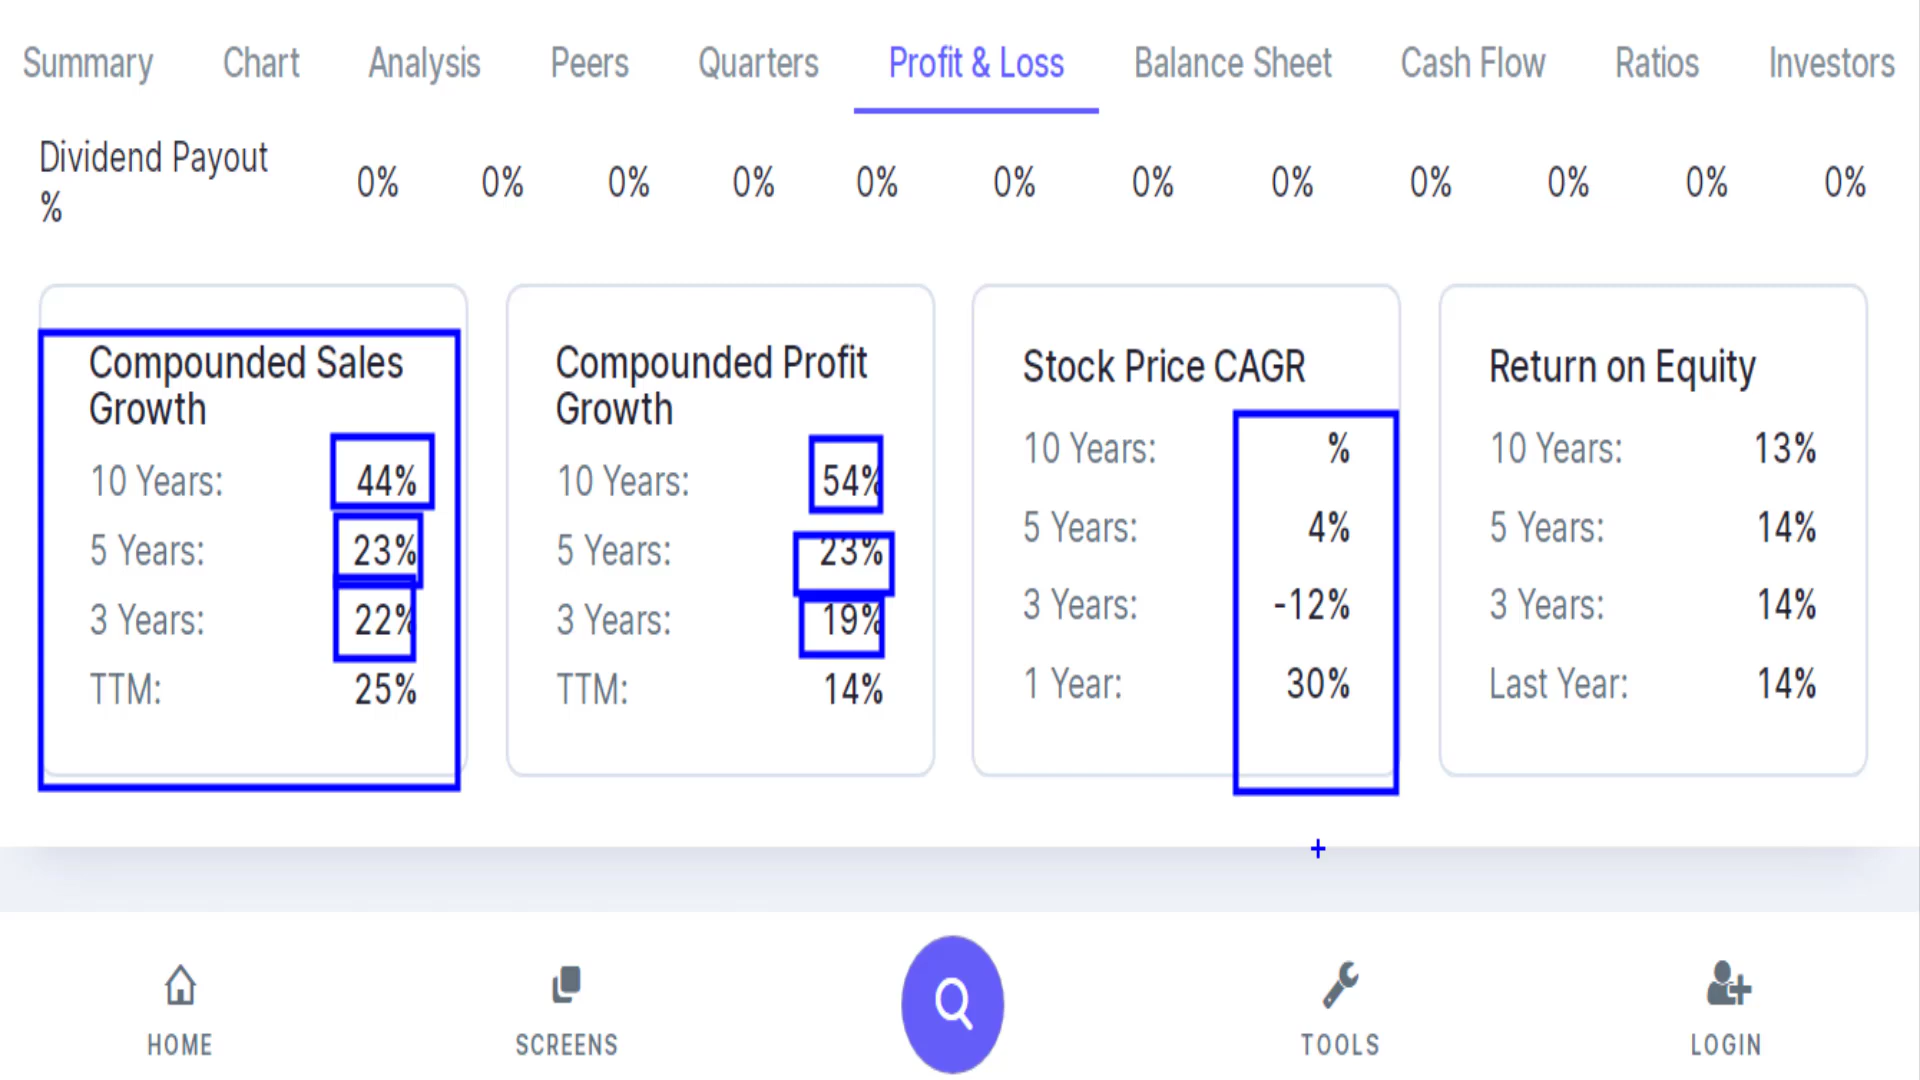 Summary Chart Analysis Peers Quarters Profit & Loss Balance Sheet Cash Flow Ratios Investors
Dividend Payout
% 0% 0% 0% 0% 0% 0% 0% 0% 0% 0% 0% 0%
Compounded Sales
Growth
10 Years: 44%
5 Years: 23%
3 Years: 22%
TTM: 25%
Compounded Profit
Growth
10 Years: 54%
5 Years: 23%
3 Years: 19%
TTM: 14%
Stock Price CAGR
10 Years: %
5 Years: 4%
3 Years: -12%
1 Year: 30%
Return on Equity
10 Years: 13%
5 Years: 14%
3 Years: 14%
Last Year: 14%
HOME SCREENS TOOLS LOGIN